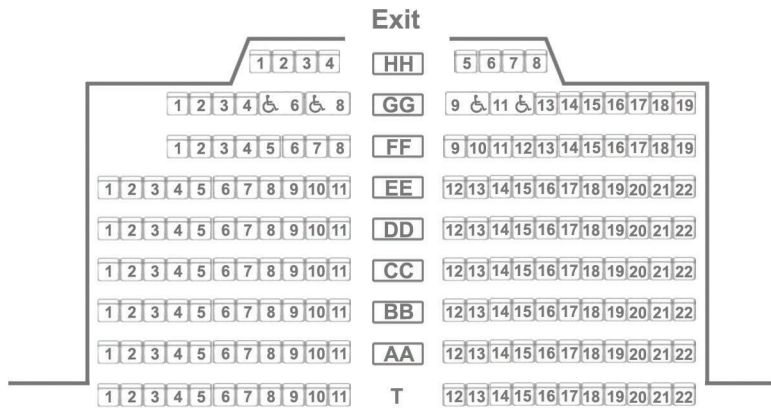 Exit
1 2 3 4 HH 5 6 7 8
1 2 3 4 6 8 GG 9 11 13 14 15 16 17 18 19
1 2 3 4 5 6 7 8 FF 9 10 11 12 13 14 15 16 17 18 19
1 2 3 4 5 6 7 8 9 10 11 EE 12 13 14 15 16 17 18 19 20 21 22
1 2 3 4 5 6 7 8 9 10 11 DD 12 13 14 15 16 17 18 19 20 21 22
1 2 3 4 5 6 7 8 9 10 11 CC 12 13 14 15 16 17 18 19 20 21 22
1 2 3 4 5 6 7 8 9 10 11 BB 12 13 14 15 16 17 18 19 20 21 22
1 2 3 4 5 6 7 8 9 10 11 AA 12 13 14 15 16 17 18 19 20 21 22
1 2 3 4 5 6 7 8 9 10 11 T 12 13 14 15 16 17 18 19 20 21 22